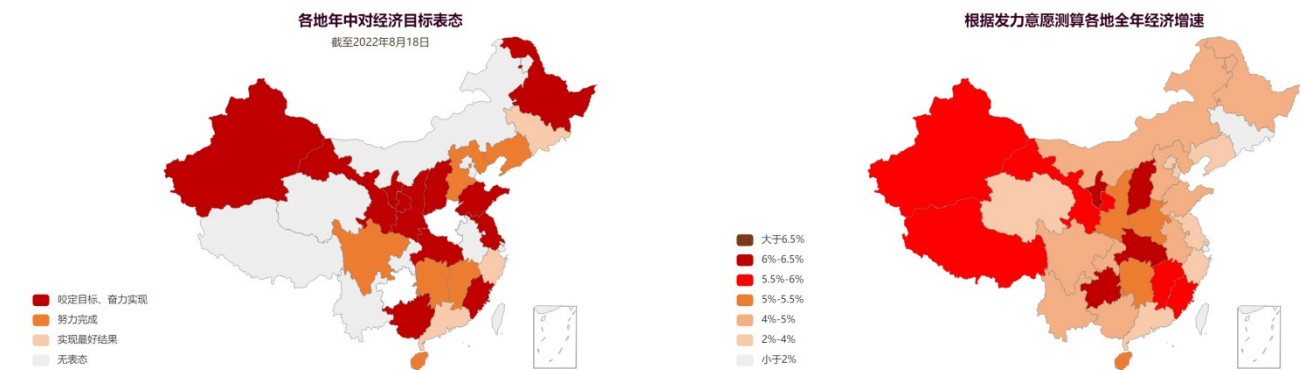 各地年中对经济目标表态
截至2022年8月18日
咬定目标、奋力实现
努力完成
实现最好结果
无表态
根据发力意愿测算各地全年经济增速
大于6.5%
6%-6.5%
5.5%-6%
5%-5.5%
4%-5%
2%-4%
小于2%